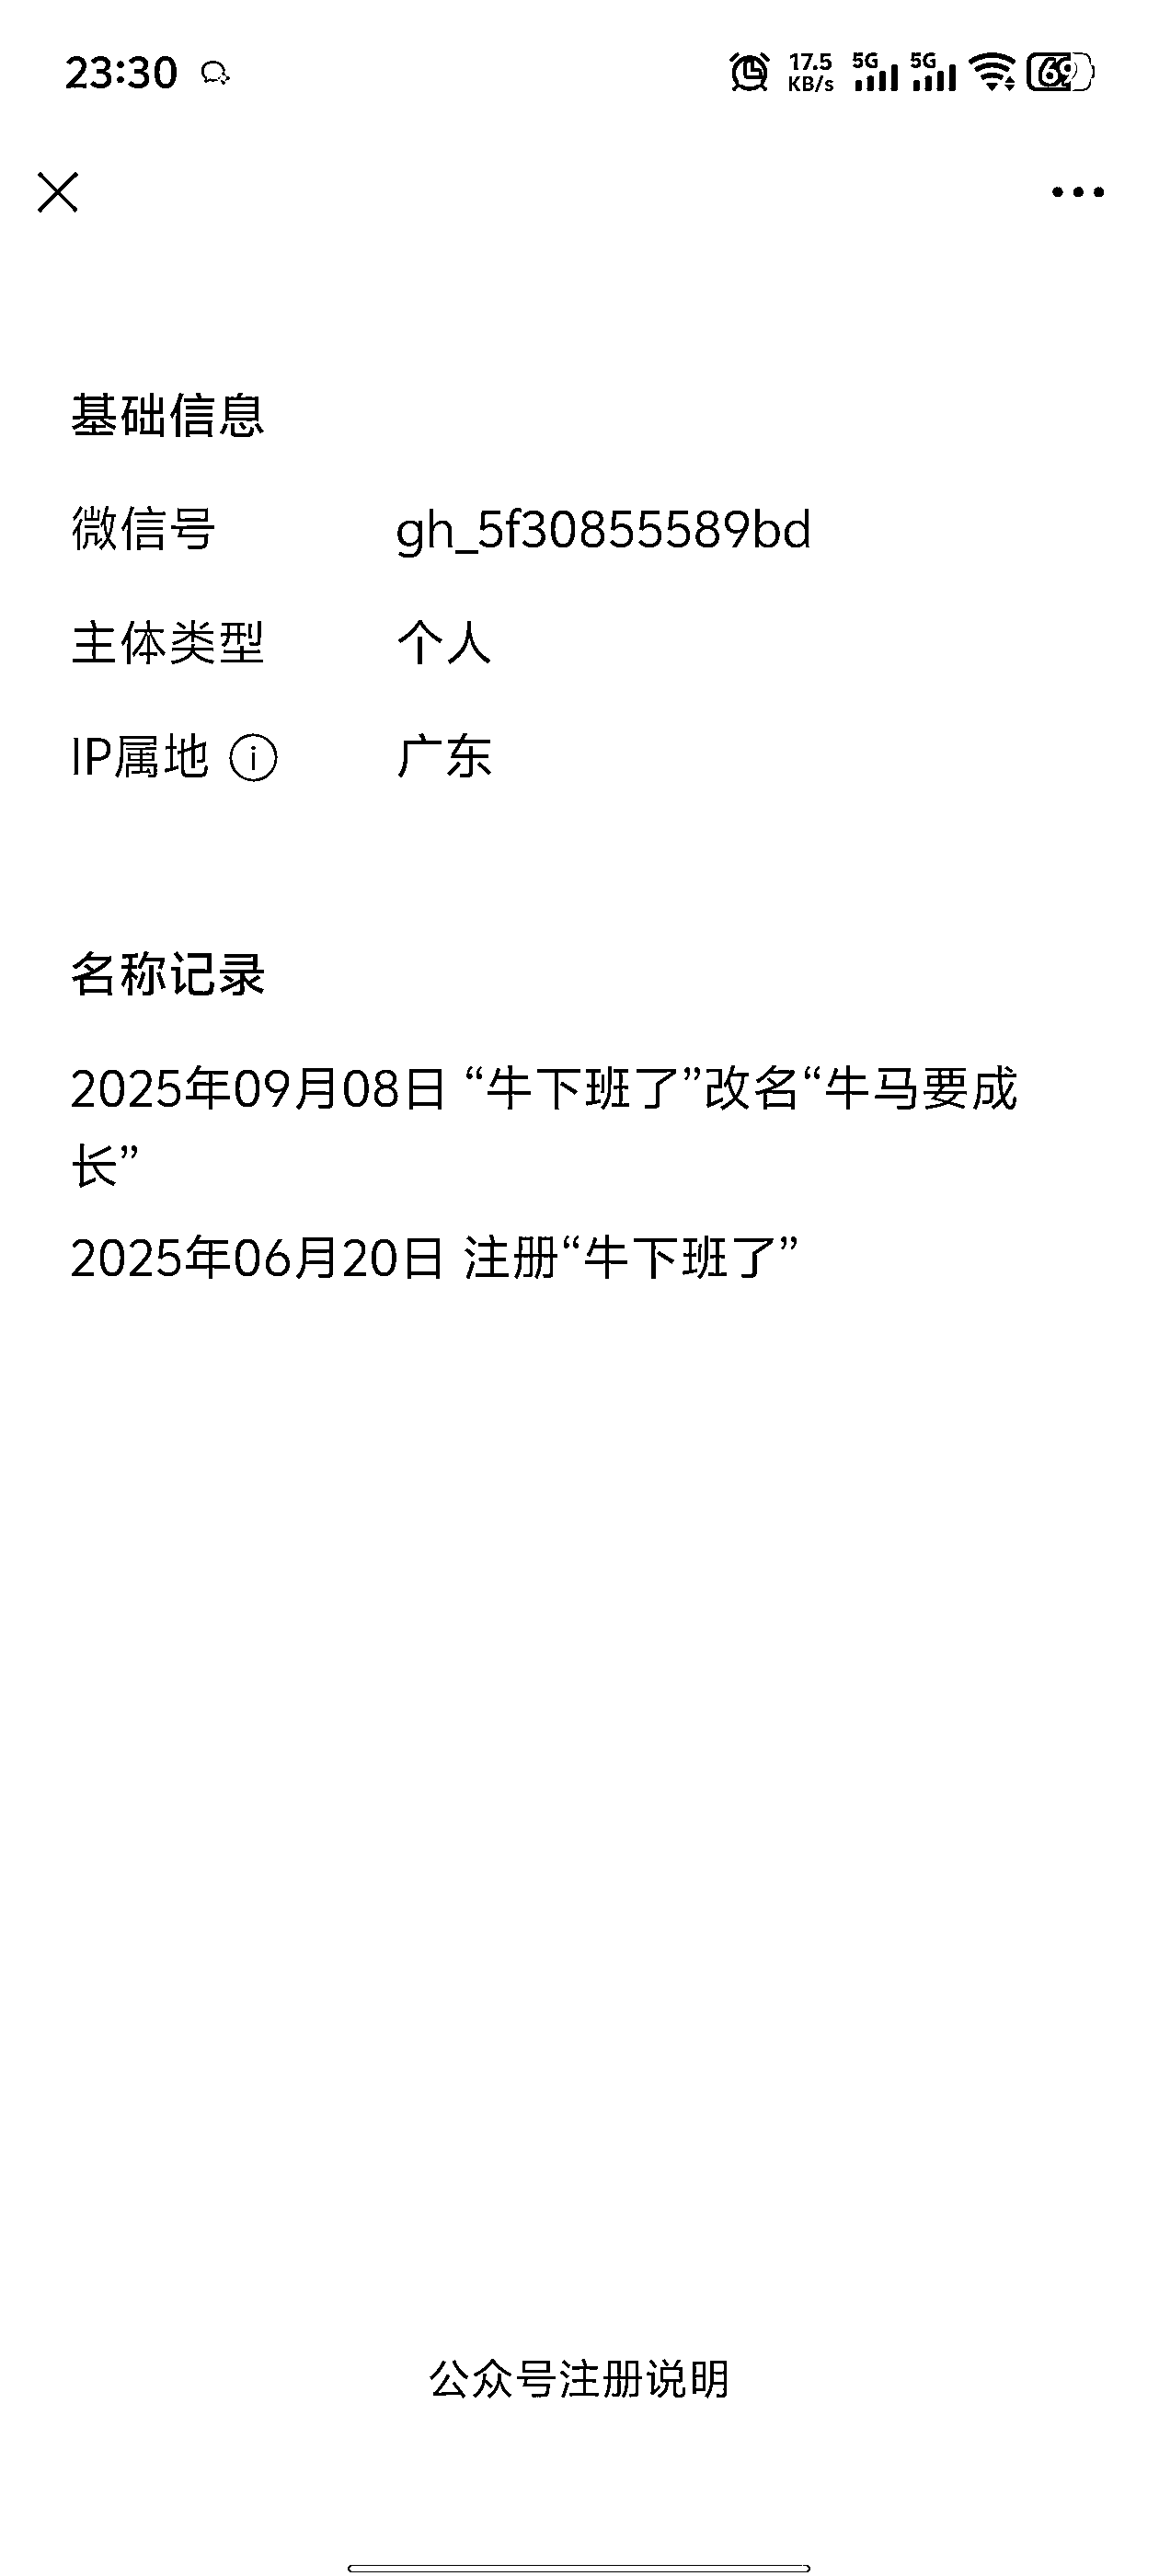 23:30 17.5 KB/s 5G 5G 69
基础信息
微信号 gh_5f30855589bd
主体类型 个人
IP属地 i 广东
名称记录
2025年09月08日 “牛下班了”改名“牛马要成
长”
2025年06月20日 注册“牛下班了”
公众号注册说明